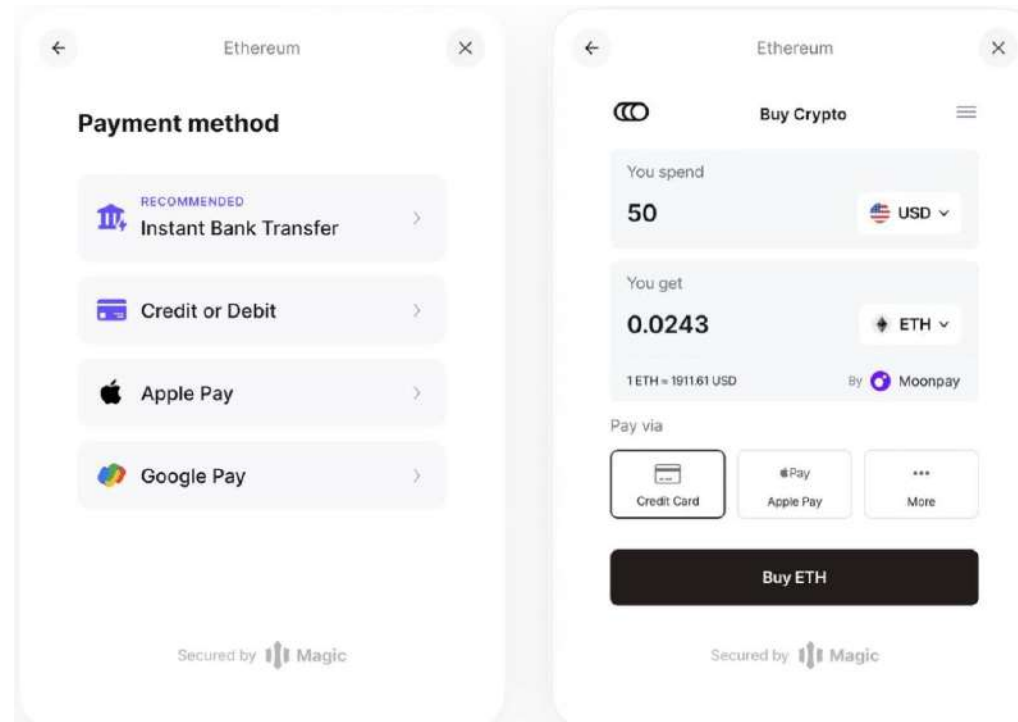 Ethereum
Payment method
RECOMMENDED
Instant Bank Transfer
Credit or Debit
Apple Pay
Google Pay
Secured by Magic
Ethereum
Buy Crypto
You spend
50 USD
You get
0.0243 ETH
1 ETH ≈ 1911.61 USD By Moonpay
Pay via
Pay
Credit Card Apple Pay More
Buy ETH
Secured by Magic